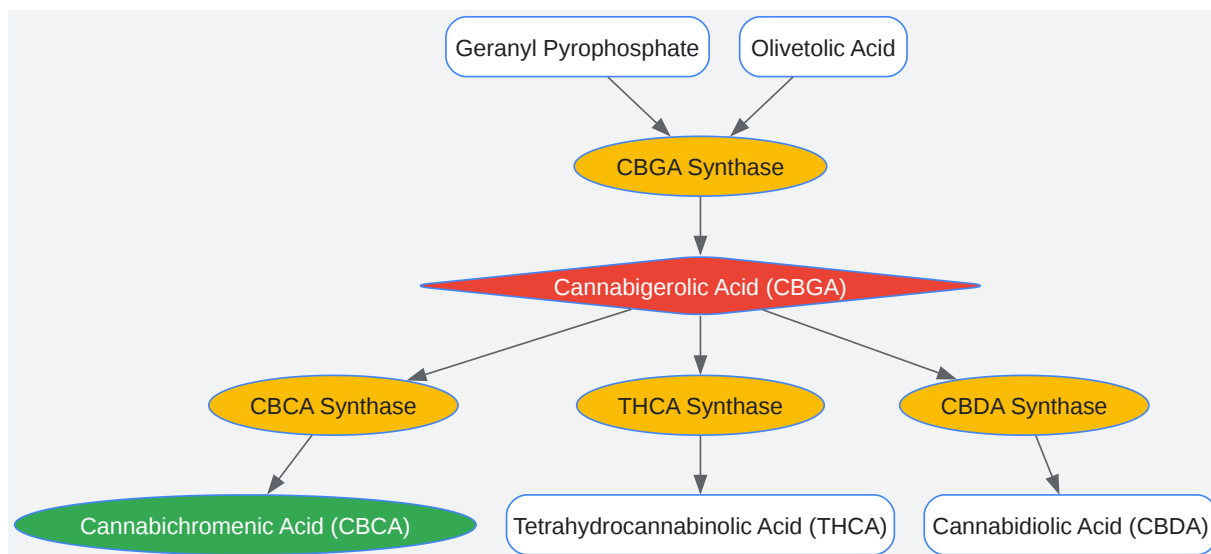 Geranyl Pyrophosphate
Olivetolic Acid
CBGA Synthase
Cannabigerolic Acid (CBGA)
CBCA Synthase
THCA Synthase
CBDA Synthase
Cannabichromenic Acid (CBCA)
Tetrahydrocannabinolic Acid (THCA)
Cannabidiolic Acid (CBDA)